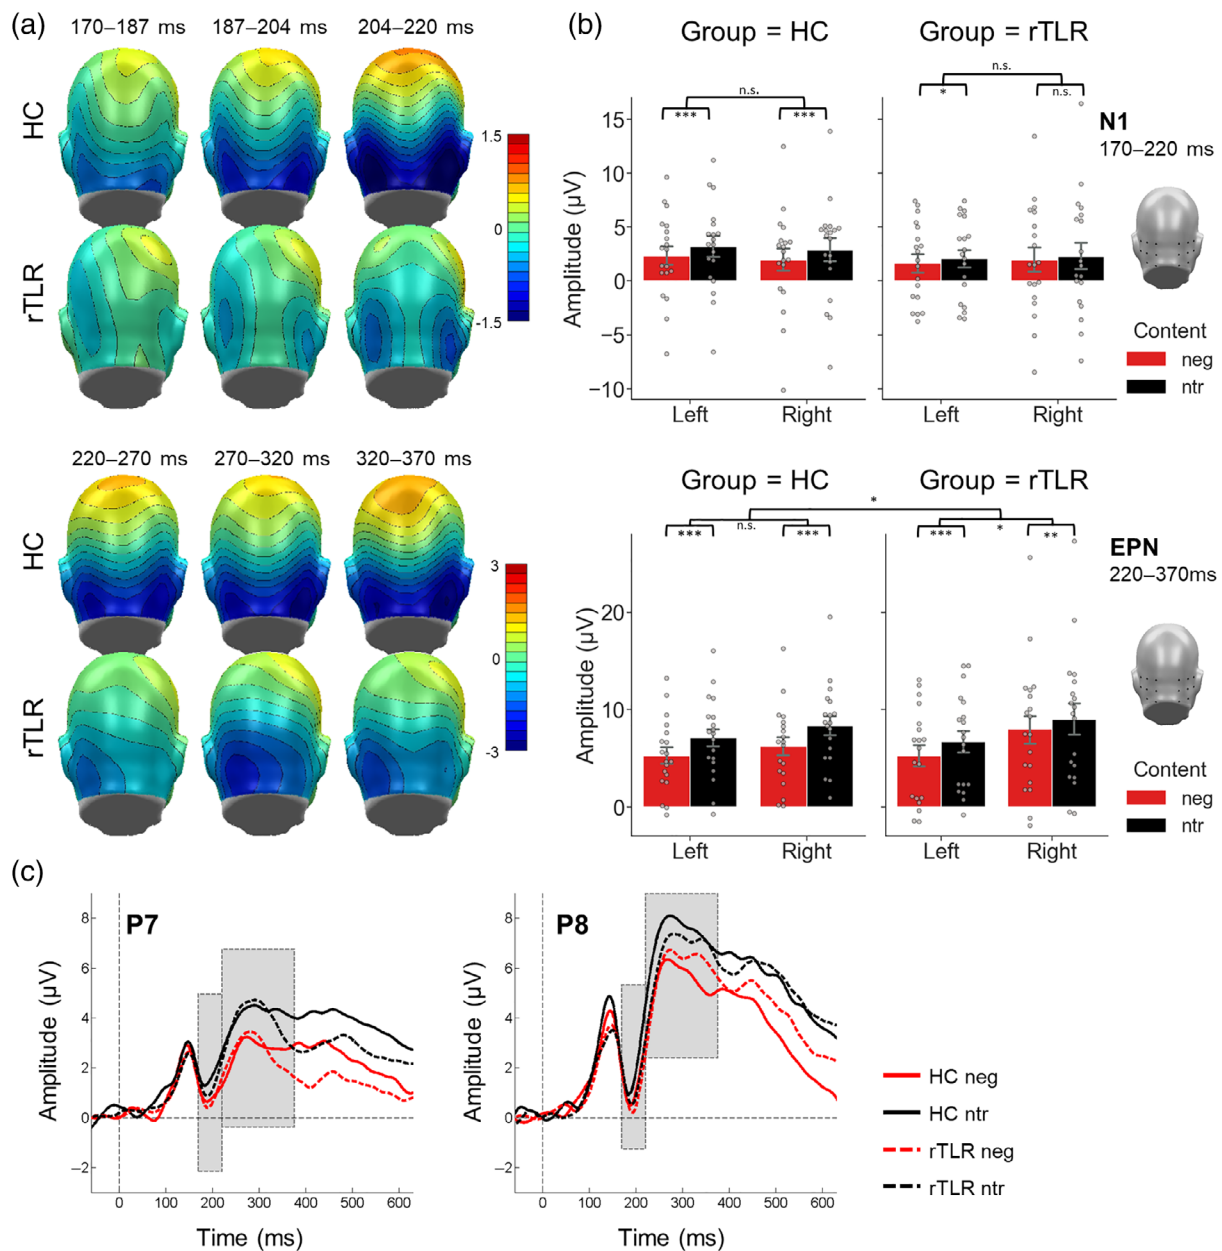 (a)
170–187 ms 187–204 ms 204–220 ms
HC
rTLR
1.5
0
-1.5
220–270 ms 270–320 ms 320–370 ms
HC
rTLR
3
0
-3
(b)
Group = HC Group = rTLR
n.s. n.s.
*** *** * n.s.
Amplitude (µV)
15
10
5
0
−5
−10
Left Right Left Right
N1
170–220 ms
Content
neg
ntr
Group = HC Group = rTLR
*
*** n.s. *** *** * **
Amplitude (µV)
20
10
0
Left Right Left Right
EPN
220–370ms
Content
neg
ntr
(c)
P7
Amplitude (µV)
8
6
4
2
0
−2
0 100 200 300 400 500 600
Time (ms)
P8
Amplitude (µV)
8
6
4
2
0
−2
0 100 200 300 400 500 600
Time (ms)
HC neg
HC ntr
rTLR neg
rTLR ntr